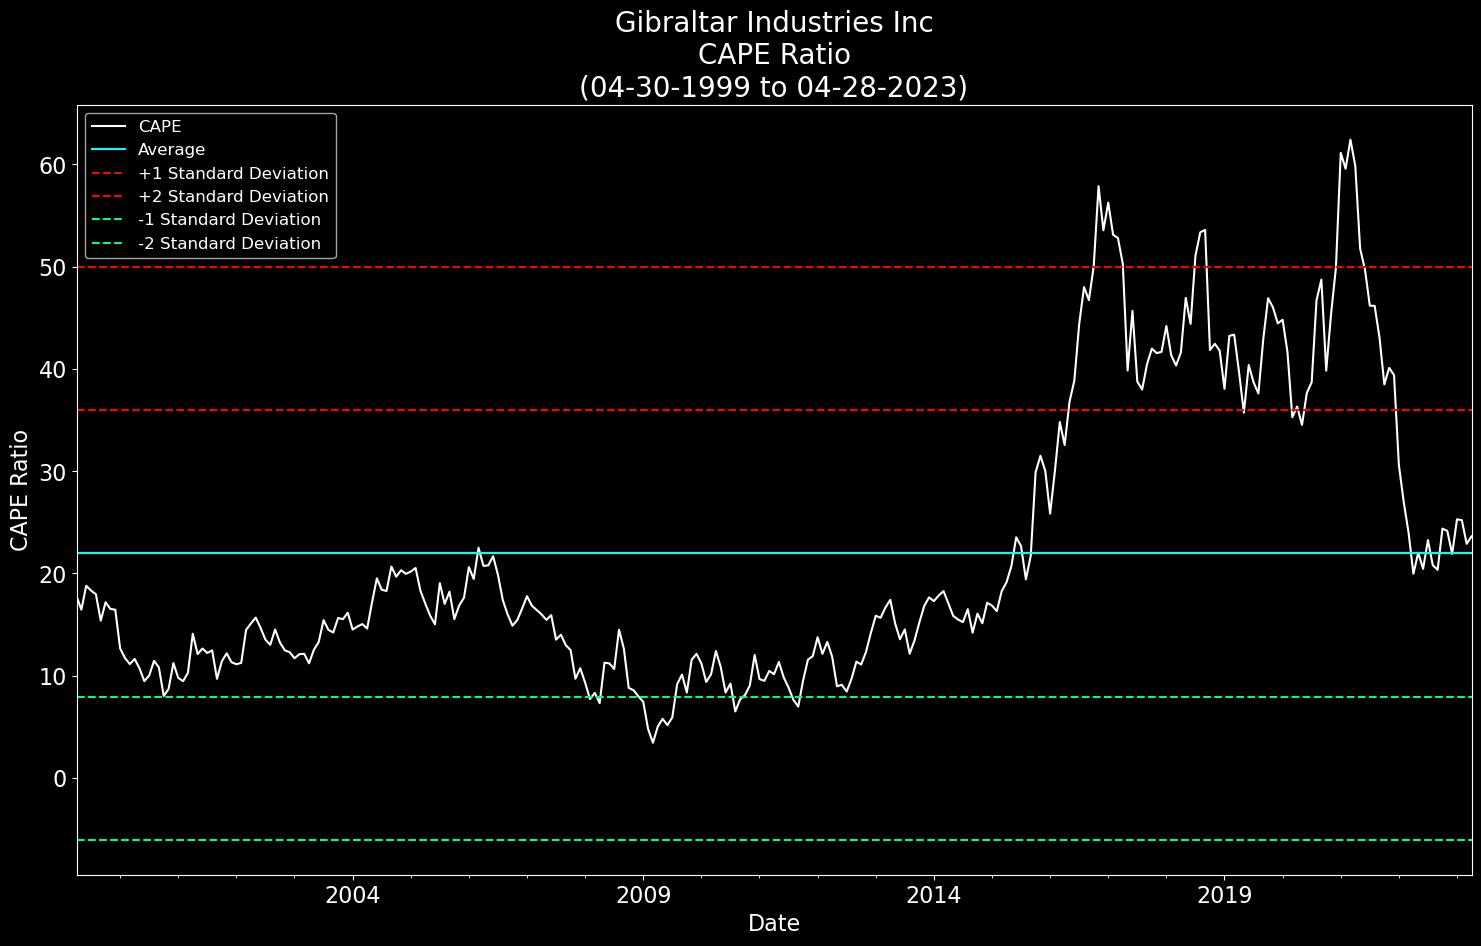 Gibraltar Industries Inc
CAPE Ratio
(04-30-1999 to 04-28-2023)
CAPE
Average
+1 Standard Deviation
+2 Standard Deviation
-1 Standard Deviation
-2 Standard Deviation
60
50
40
30
20
10
0
CAPE Ratio
2004
2009
2014
2019
Date